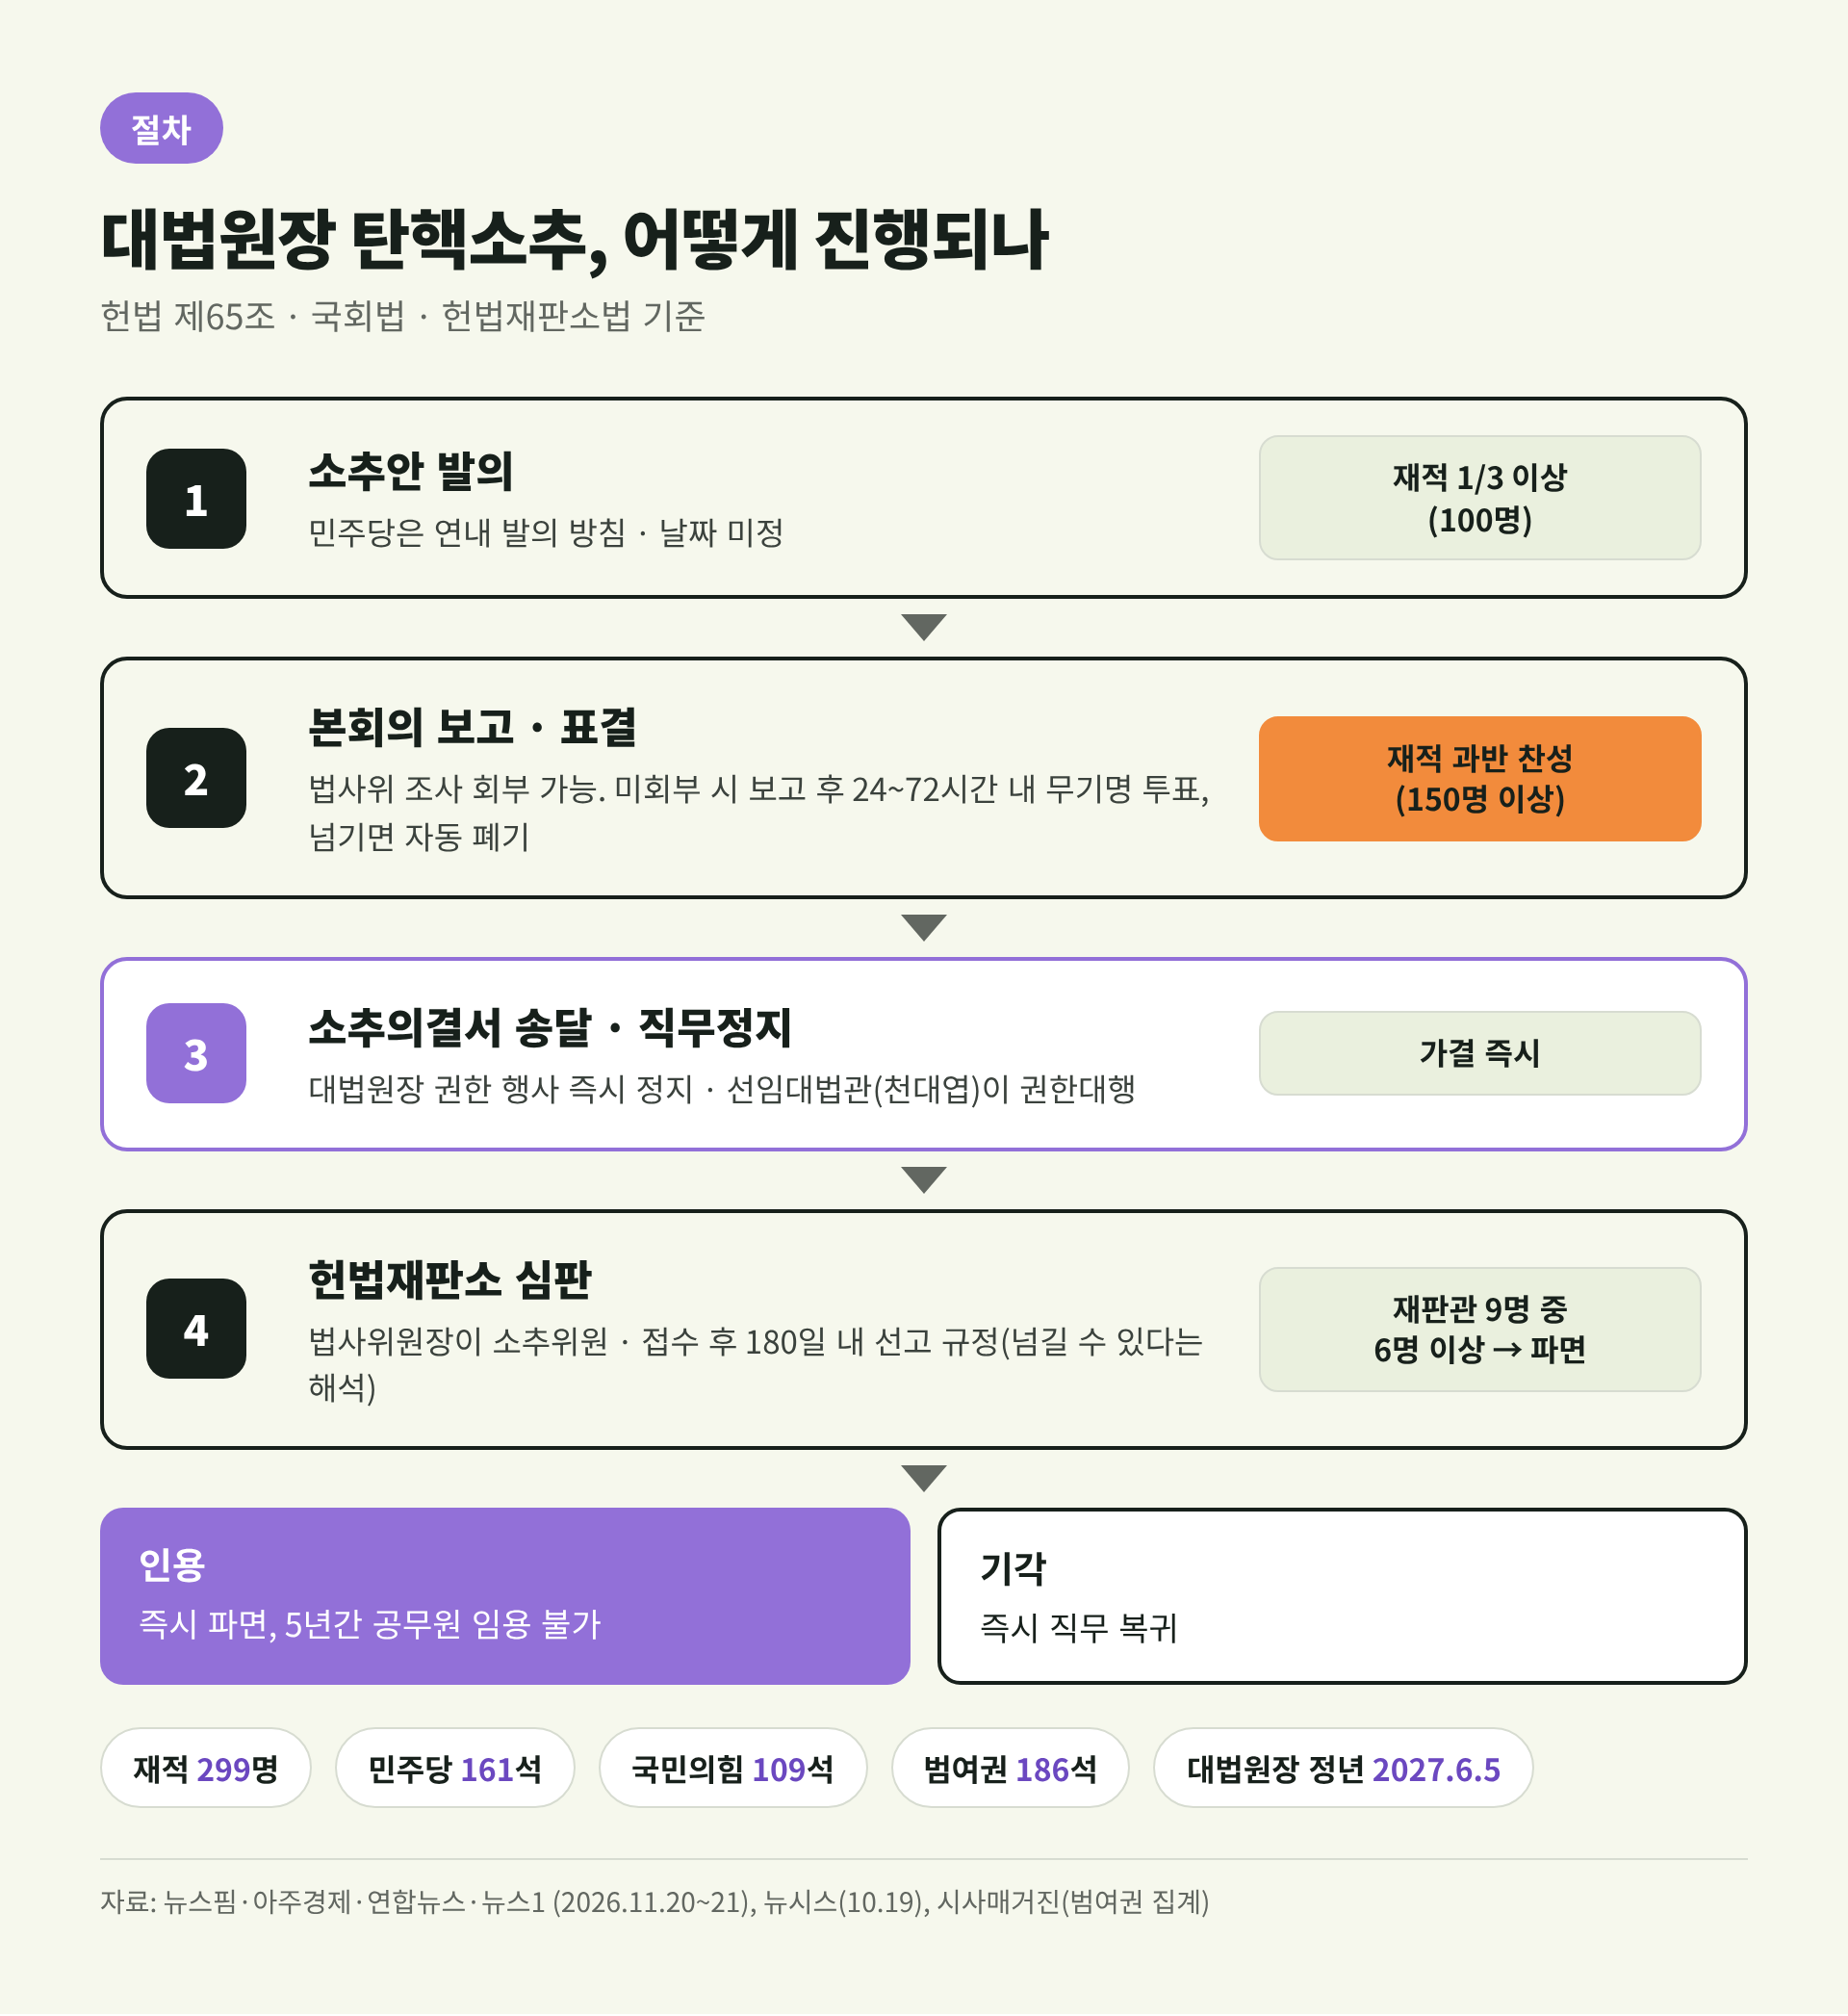 절차
대법원장 탄핵소추, 어떻게 진행되나
헌법 제65조 · 국회법 · 헌법재판소법 기준
1
소추안 발의
민주당은 연내 발의 방침 · 날짜 미정
재적 1/3 이상
(100명)
2
본회의 보고 · 표결
법사위 조사 회부 가능. 미회부 시 보고 후 24~72시간 내 무기명 투표,
넘기면 자동 폐기
재적 과반 찬성
(150명 이상)
3
소추의결서 송달 · 직무정지
대법원장 권한 행사 즉시 정지 · 선임대법관(천대엽)이 권한대행
가결 즉시
4
헌법재판소 심판
법사위원장이 소추위원 · 접수 후 180일 내 선고 규정(넘길 수 있다는
해석)
재판관 9명 중
6명 이상 → 파면
인용
즉시 파면, 5년간 공무원 임용 불가
기각
즉시 직무 복귀
재적 299명
민주당 161석
국민의힘 109석
범여권 186석
대법원장 정년 2027.6.5
자료: 뉴스핌·아주경제·연합뉴스·뉴스1 (2026.11.20~21), 뉴시스(10.19), 시사매거진(범여권 집계)